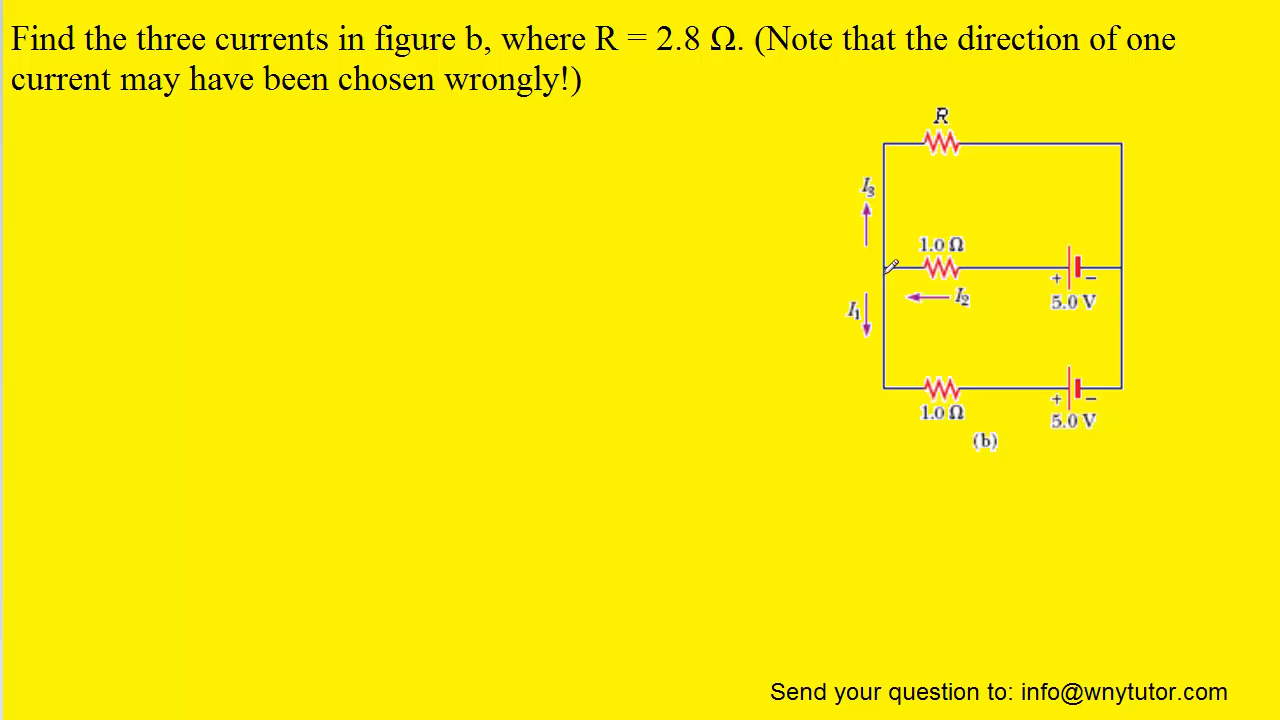 Find the three currents in figure b, where R = 2.8 Ω. (Note that the direction of one
current may have been chosen wrongly!)
R
I₃
1.0 Ω
+ −
I₂
5.0 V
I₁
+ −
1.0 Ω
5.0 V
(b)
Send your question to: info@wnytutor.com